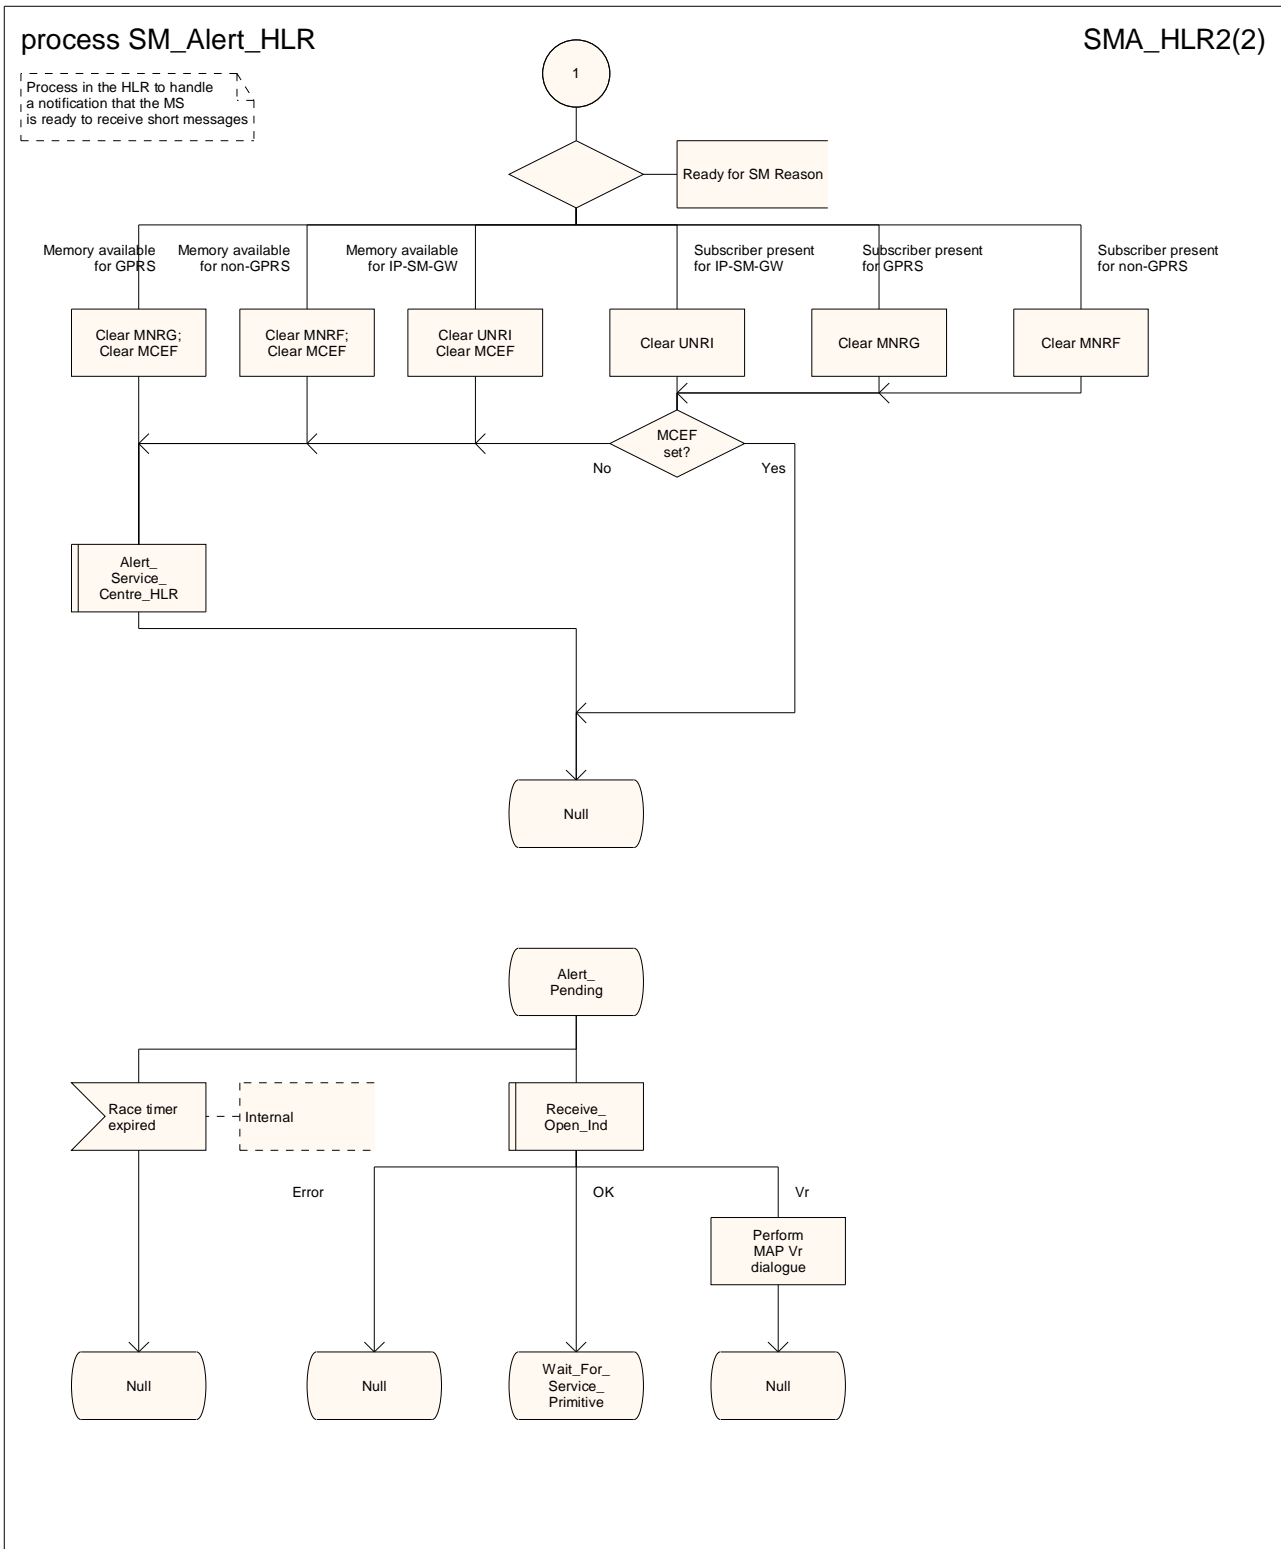 process SM_Alert_HLR
SMA_HLR2(2)
Process in the HLR to handle
a notification that the MS
is ready to receive short messages
1
Ready for SM Reason
Memory available
for GPRS
Memory available
for non-GPRS
Memory available
for IP-SM-GW
Subscriber present
for IP-SM-GW
Subscriber present
for GPRS
Subscriber present
for non-GPRS
Clear MNRG;
Clear MCEF
Clear MNRF;
Clear MCEF
Clear UNRI
Clear MCEF
Clear UNRI
Clear MNRG
Clear MNRF
MCEF
set?
No
Yes
Alert_
Service_
Centre_HLR
Null
Alert_
Pending
Race timer
expired
Internal
Receive_
Open_Ind
Error
OK
Vr
Perform
MAP Vr
dialogue
Null
Null
Wait_For_
Service_
Primitive
Null